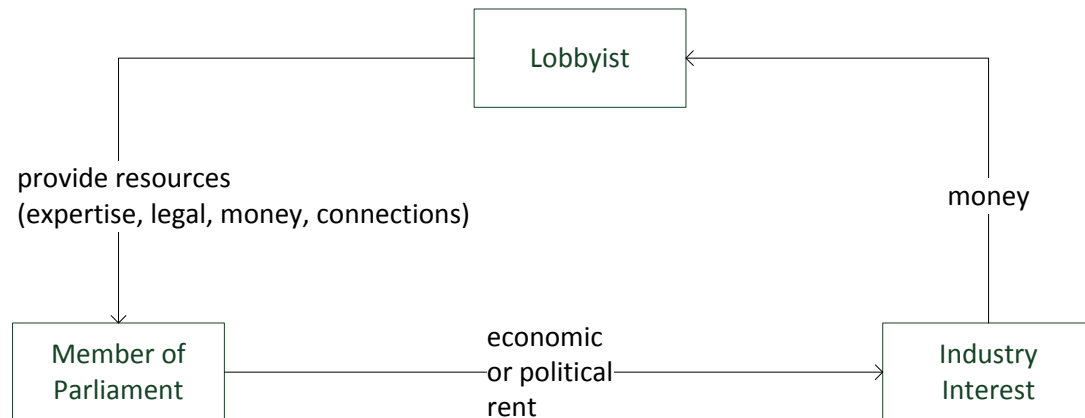 Lobbyist
provide resources
(expertise, legal, money, connections)
money
Member of
Parliament
economic
or political
rent
Industry
Interest